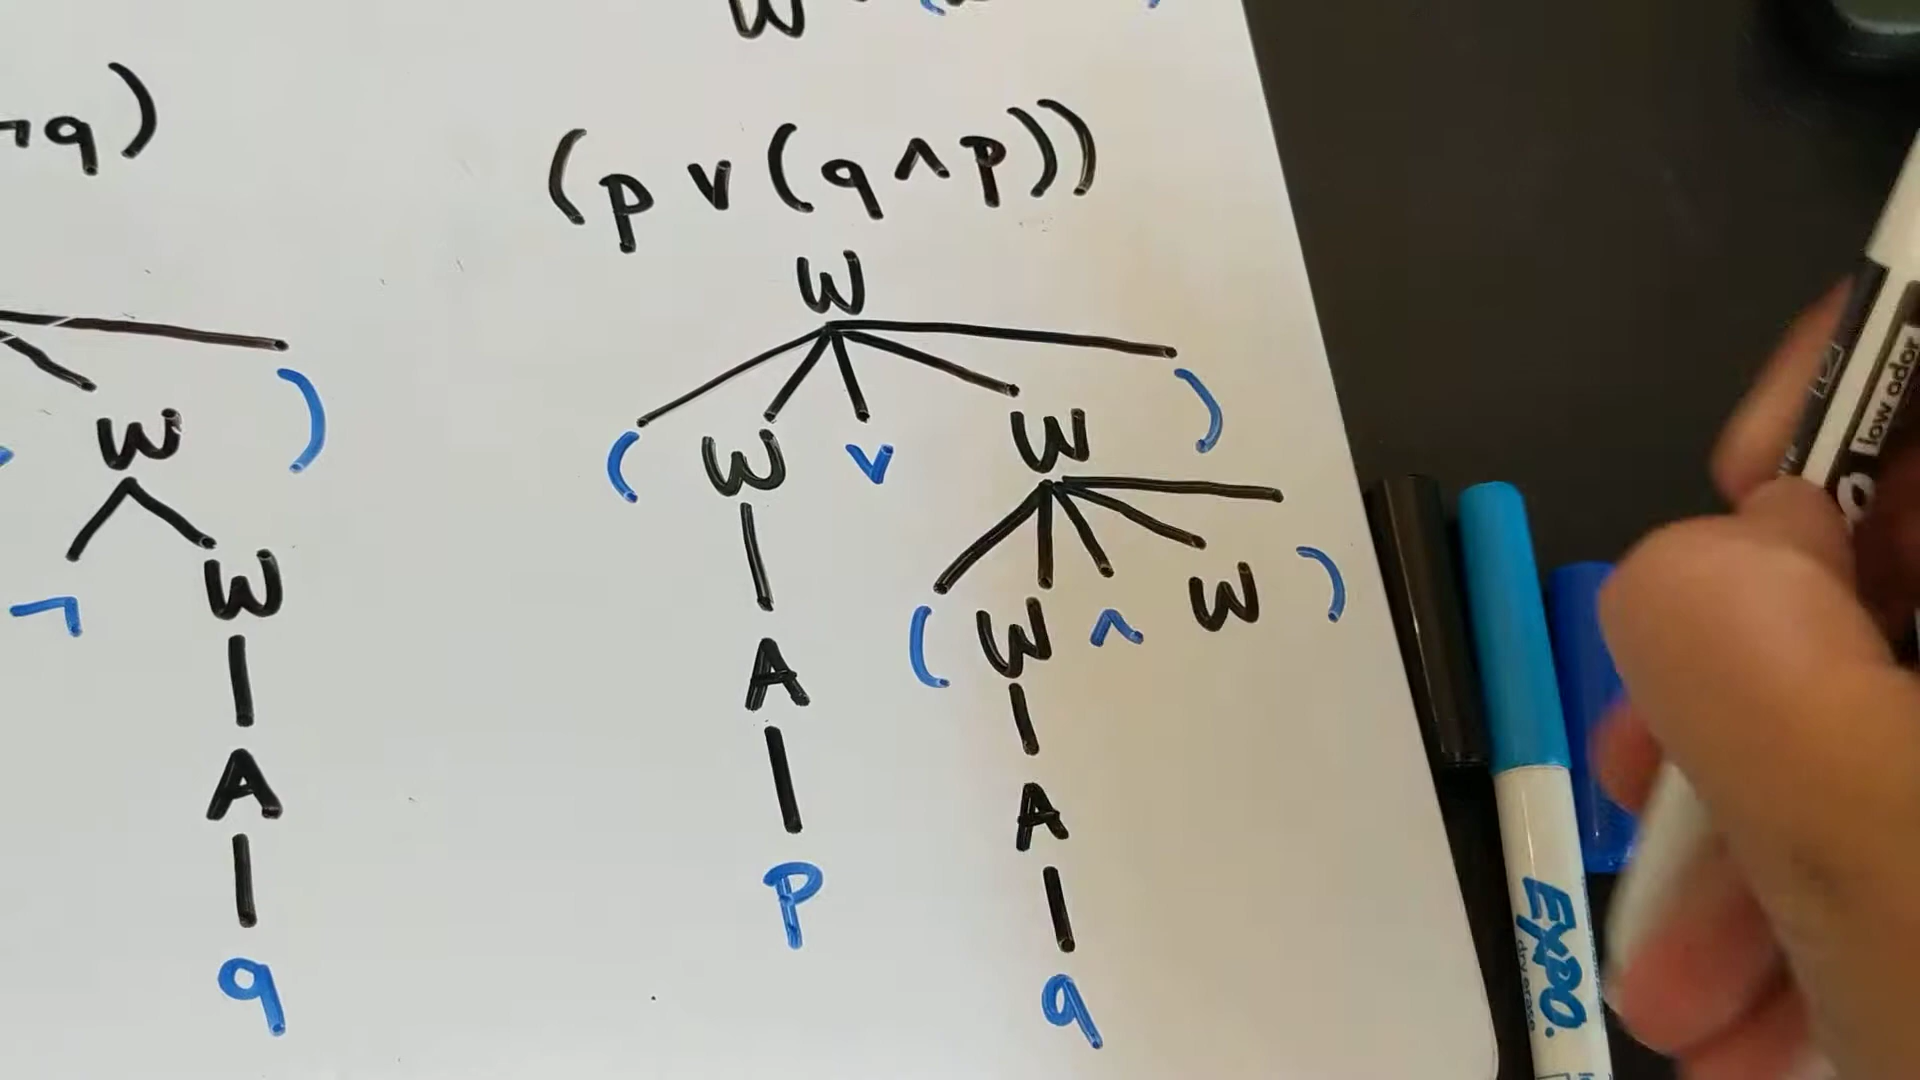 W
¬q)
(p ∨ (q ∧ p))
W
W )
( W ∨ W )
¬ W
( W ∧ W )
A
A
A
A
p
q
q
low odor
EXPO
dry erase